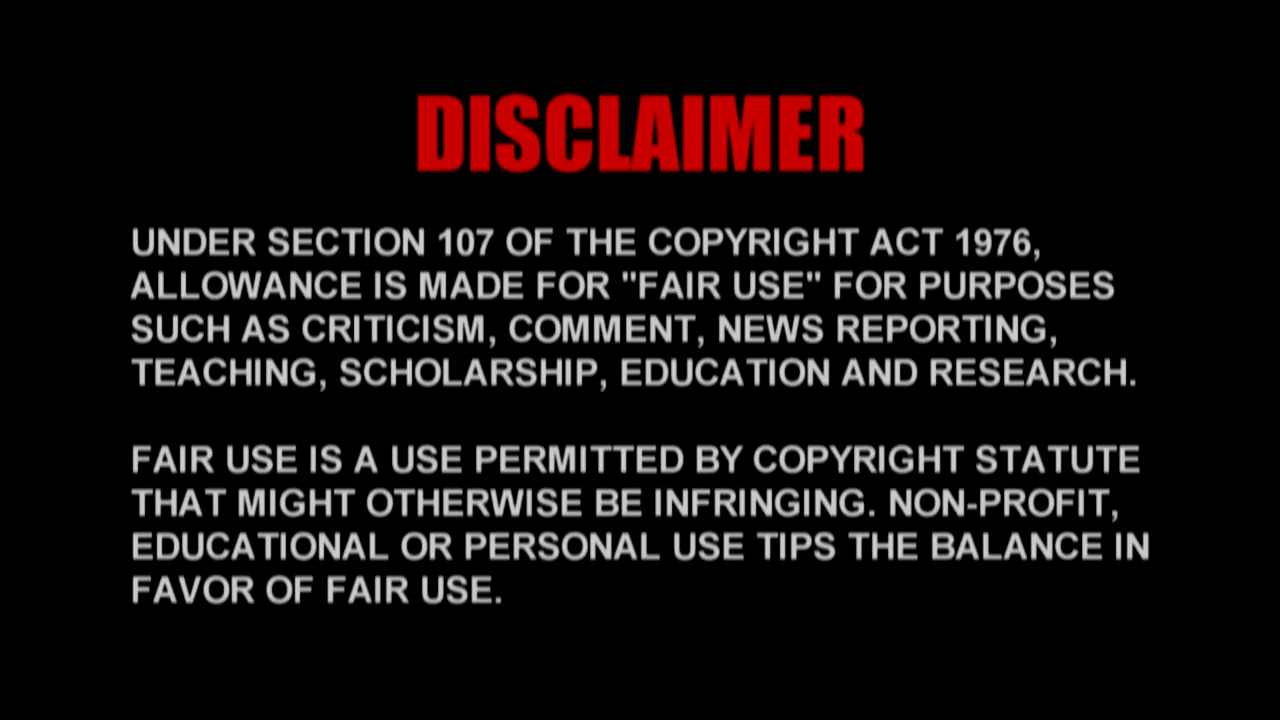 DISCLAIMER
UNDER SECTION 107 OF THE COPYRIGHT ACT 1976,
ALLOWANCE IS MADE FOR "FAIR USE" FOR PURPOSES
SUCH AS CRITICISM, COMMENT, NEWS REPORTING,
TEACHING, SCHOLARSHIP, EDUCATION AND RESEARCH.
FAIR USE IS A USE PERMITTED BY COPYRIGHT STATUTE
THAT MIGHT OTHERWISE BE INFRINGING. NON-PROFIT,
EDUCATIONAL OR PERSONAL USE TIPS THE BALANCE IN
FAVOR OF FAIR USE.